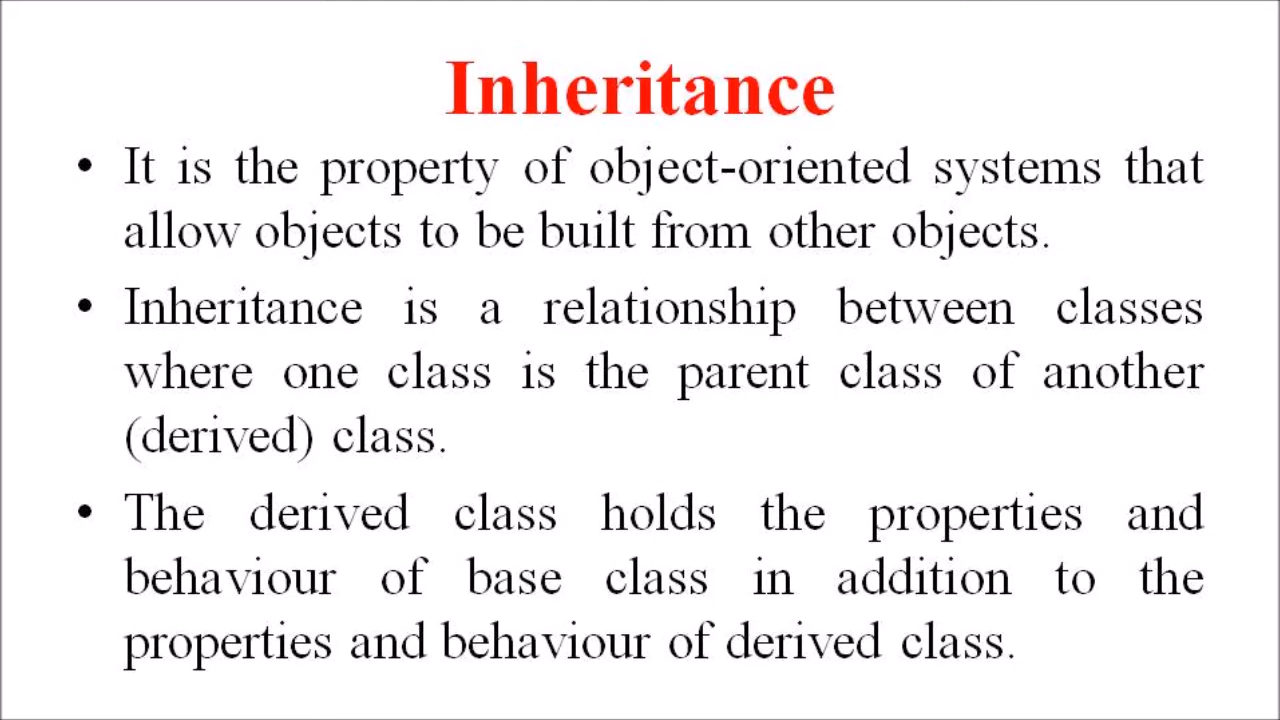 Inheritance
• It is the property of object-oriented systems that
allow objects to be built from other objects.
• Inheritance is a relationship between classes
where one class is the parent class of another
(derived) class.
• The derived class holds the properties and
behaviour of base class in addition to the
properties and behaviour of derived class.